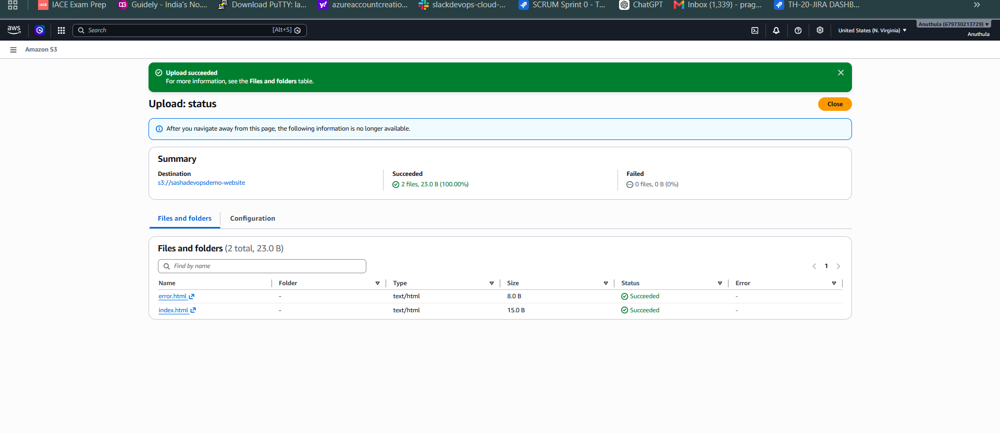 IACE Exam Prep
Guidely - India's No....
Download PuTTY: la...
azureaccountcreatio...
slackdevops-cloud-...
SCRUM Sprint 0 - T...
ChatGPT
Inbox (1,339) - prag...
TH-20-JIRA DASHB...
aws
Search
[Alt+S]
United States (N. Virginia)
Anuthula (679730213729)
Anuthula
Amazon S3
Upload succeeded
For more information, see the Files and folders table.
Upload: status
Close
After you navigate away from this page, the following information is no longer available.
Summary
Destination
s3://sashadevopsdemo-website
Succeeded
2 files, 23.0 B (100.00%)
Failed
0 files, 0 B (0%)
Files and folders
Configuration
Files and folders (2 total, 23.0 B)
Find by name
1
Name Folder Type Size Status Error
error.html - text/html 8.0 B Succeeded -
index.html - text/html 15.0 B Succeeded -